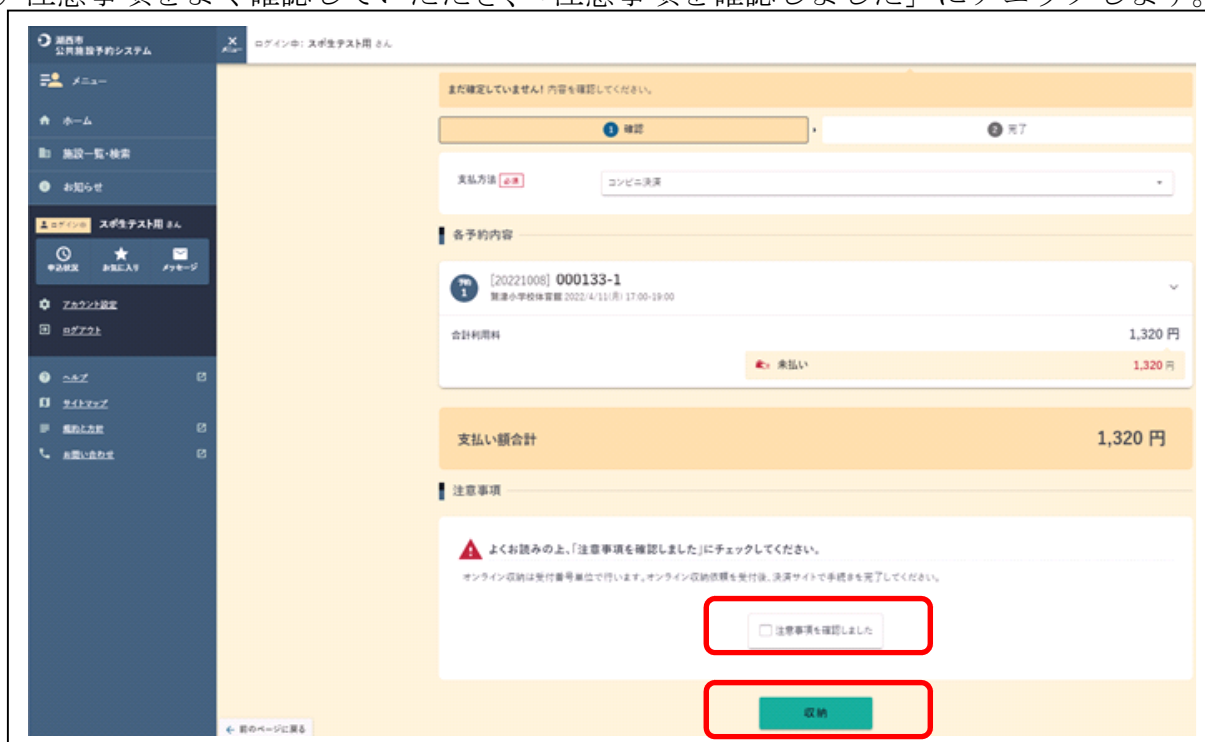 注意事項をよく確認していただき、「注意事項を確認しました」にチェックします。
湖西市
公共施設予約システム
メニュー
ログイン中: スポ生テスト用 さん
メニュー
ホーム
施設一覧・検索
お知らせ
ログイン中 スポ生テスト用 さん
申込状況 お気に入り メッセージ
アカウント設定
ログアウト
ヘルプ
サイトマップ
規約と方針
お問い合わせ
まだ確定していません! 内容を確認してください。
1 確認
2 完了
支払方法 必須
コンビニ決済
各予約内容
予約 1
[20221008] 000133-1
鷲津小学校体育館 2022/4/11(月) 17:00-19:00
合計利用料 1,320 円
未払い 1,320 円
支払い額合計 1,320 円
注意事項
よくお読みの上、「注意事項を確認しました」にチェックしてください。
オンライン収納は受付番号単位で行います。オンライン収納依頼を受付後、決済サイトで手続きを完了してください。
注意事項を確認しました
収納
前のページに戻る